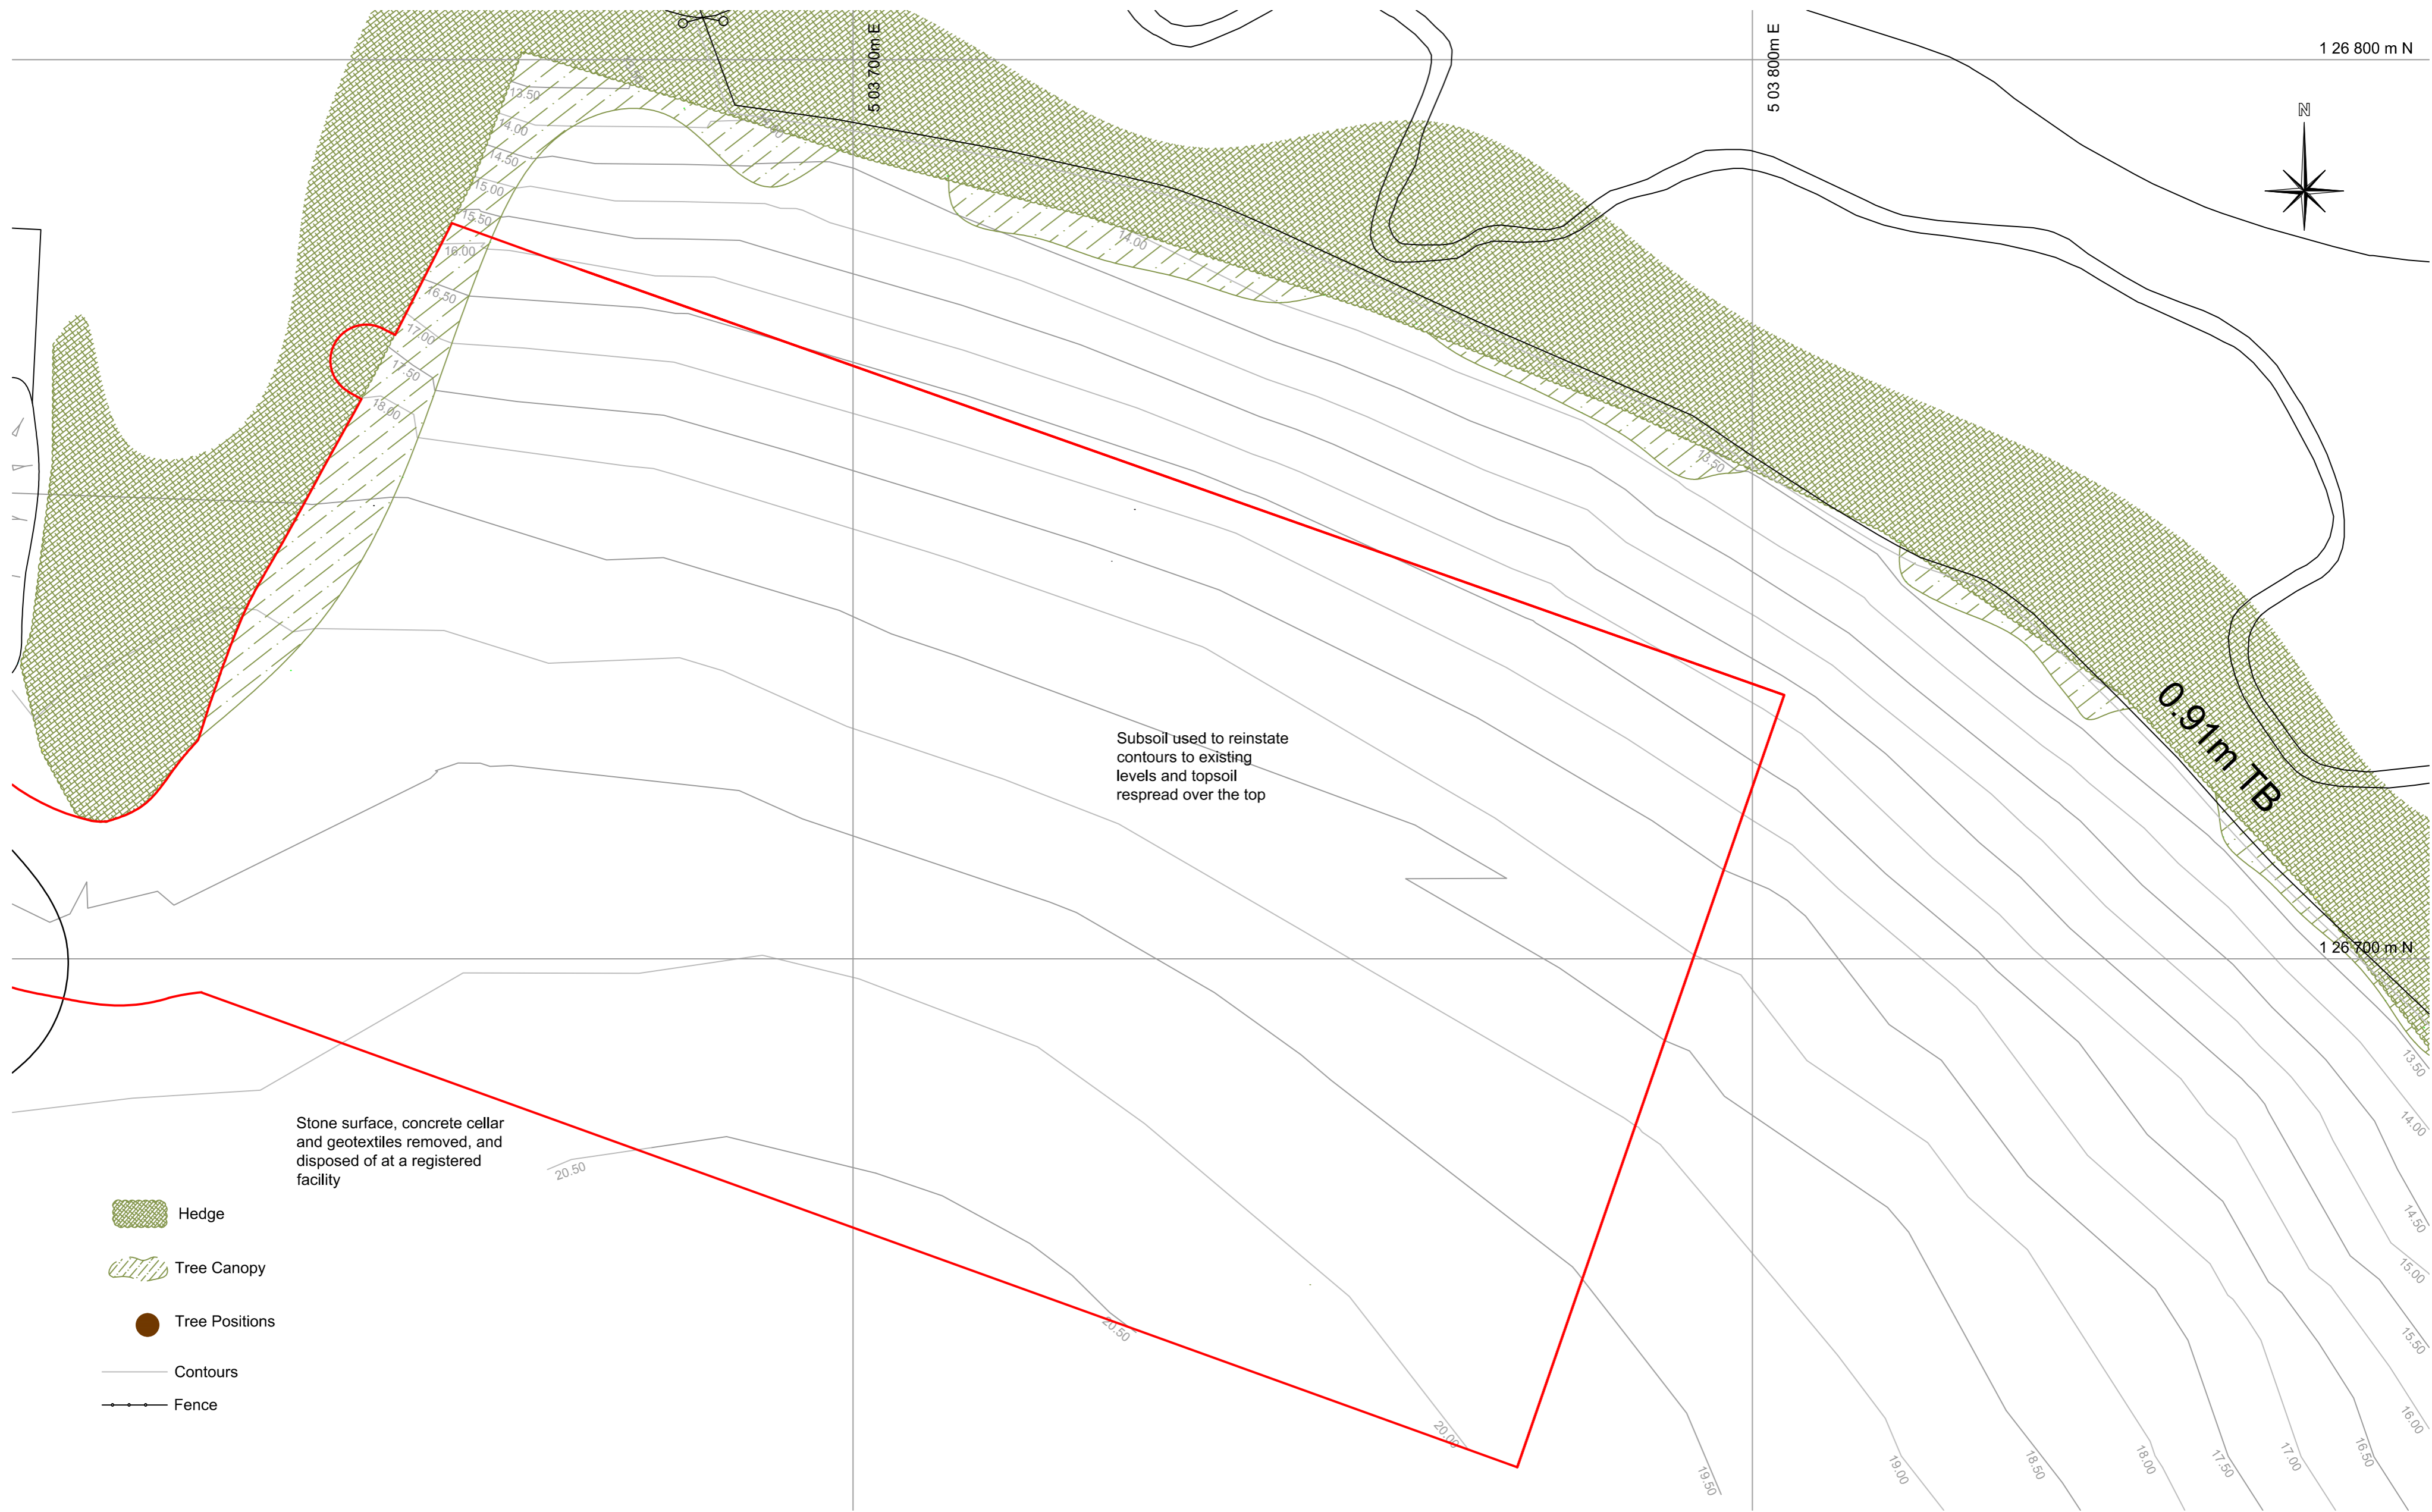 5 03 700m E
5 03 800m E
1 26 800 m N
N
13.50
14.00
14.50
15.00
15.50
16.00
16.50
17.00
17.50
18.00
14.00
13.50
0.91m TB
Subsoil used to reinstate
contours to existing
levels and topsoil
respread over the top
1 26 700 m N
13.50
14.00
14.50
15.00
15.50
16.00
16.50
17.00
17.50
18.00
18.50
19.00
19.50
20.00
20.50
20.50
Stone surface, concrete cellar
and geotextiles removed, and
disposed of at a registered
facility
Hedge
Tree Canopy
Tree Positions
Contours
Fence